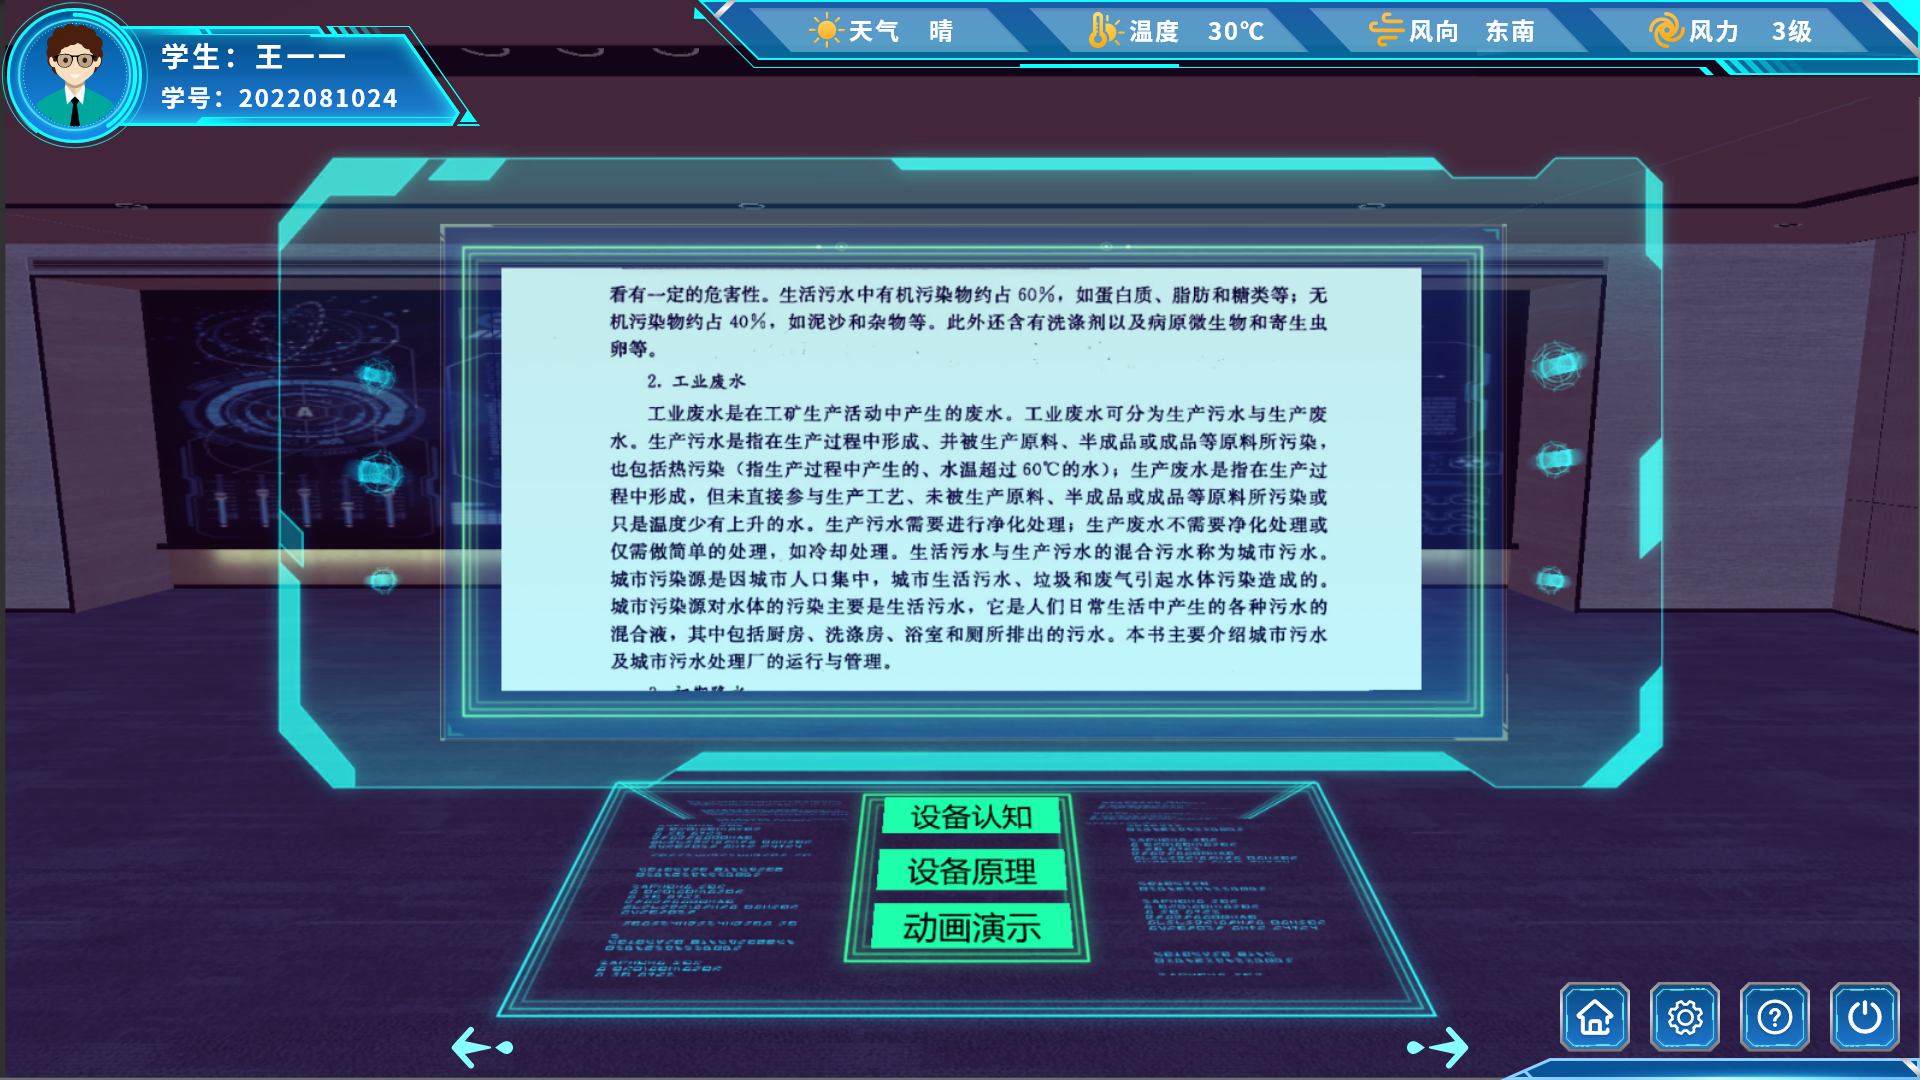 学生：王一一
学号：2022081024
天气 晴
温度 30℃
风向 东南
风力 3级
看有一定的危害性。生活污水中有机污染物约占 60%，如蛋白质、脂肪和糖类等；无
机污染物约占 40%，如泥沙和杂物等。此外还含有洗涤剂以及病原微生物和寄生虫
卵等。
2. 工业废水
工业废水是在工矿生产活动中产生的废水。工业废水可分为生产污水与生产废
水。生产污水是指在生产过程中形成、并被生产原料、半成品或成品等原料所污染，
也包括热污染（指生产过程中产生的、水温超过 60℃的水）；生产废水是指在生产过
程中形成，但未直接参与生产工艺、未被生产原料、半成品或成品等原料所污染或
只是温度少有上升的水。生产污水需要进行净化处理；生产废水不需要净化处理或
仅需做简单的处理，如冷却处理。生活污水与生产污水的混合污水称为城市污水。
城市污染源是因城市人口集中，城市生活污水、垃圾和废气引起水体污染造成的。
城市污染源对水体的污染主要是生活污水，它是人们日常生活中产生的各种污水的
混合液，其中包括厨房、洗涤房、浴室和厕所排出的污水。本书主要介绍城市污水
及城市污水处理厂的运行与管理。
A
设备认知
设备原理
动画演示